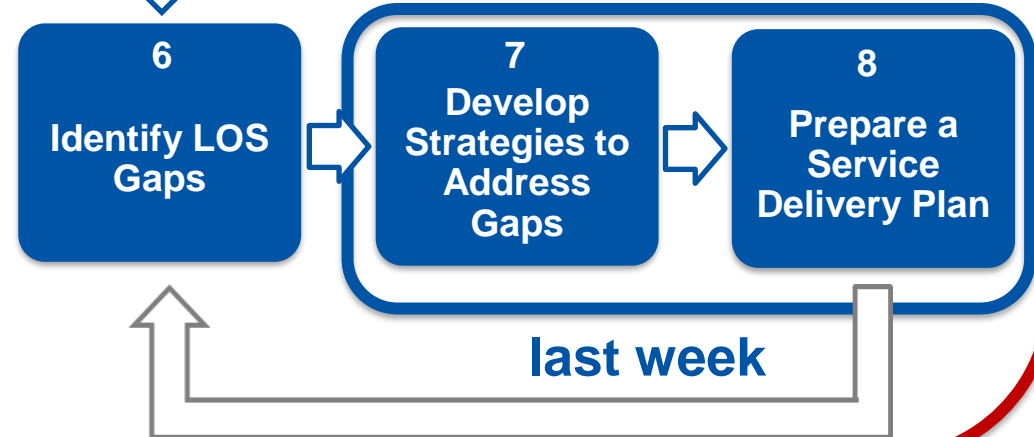 6
Identify LOS
Gaps
7
Develop
Strategies to
Address
Gaps
8
Prepare a
Service
Delivery Plan
last week